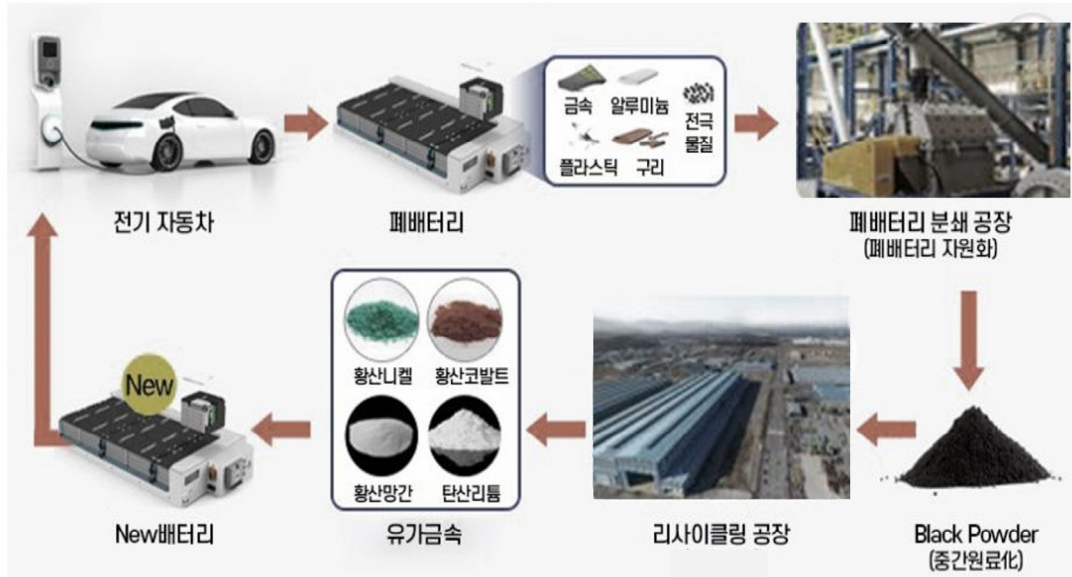 금속
알루미늄
전극
물질
플라스틱
구리
전기 자동차
폐배터리
폐배터리 분쇄 공장
(폐배터리 자원화)
황산니켈
황산코발트
New
황산망간
탄산리튬
New배터리
유가금속
리사이클링 공장
Black Powder
(중간원료化)